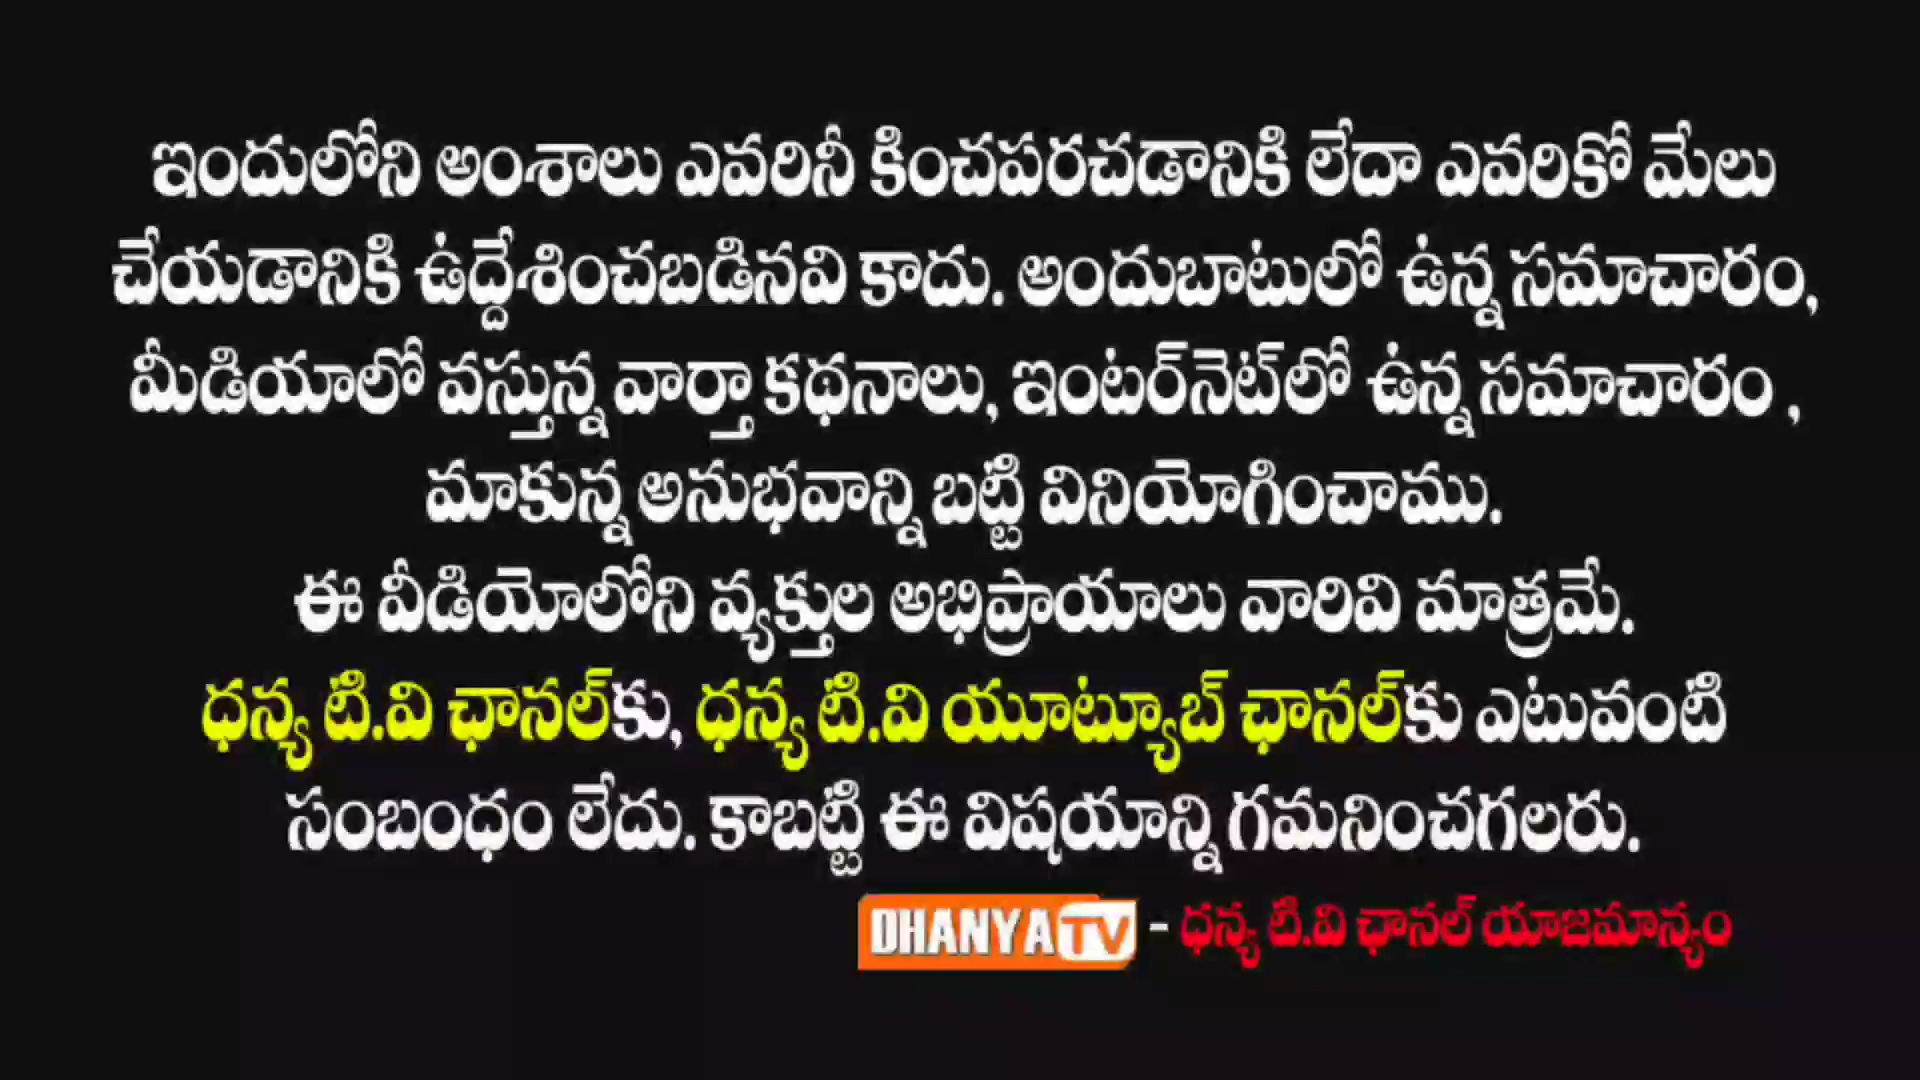 ఇందులోని అంశాలు ఎవరినీ కించపరచడానికి లేదా ఎవరికో మేలు
చేయడానికి ఉద్దేశించబడినవి కాదు. అందుబాటులో ఉన్న సమాచారం,
మీడియాలో వస్తున్న వార్తా కథనాలు, ఇంటర్‌నెట్‌లో ఉన్న సమాచారం ,
మాకున్న అనుభవాన్ని బట్టి వినియోగించాము.
ఈ వీడియోలోని వ్యక్తుల అభిప్రాయాలు వారివి మాత్రమే.
ధన్య టి.వి ఛానల్‌కు, ధన్య టి.వి యూట్యూబ్ ఛానల్‌కు ఎటువంటి
సంబంధం లేదు. కాబట్టి ఈ విషయాన్ని గమనించగలరు.
DHANYA TV - ధన్య టి.వి ఛానల్ యాజమాన్యం